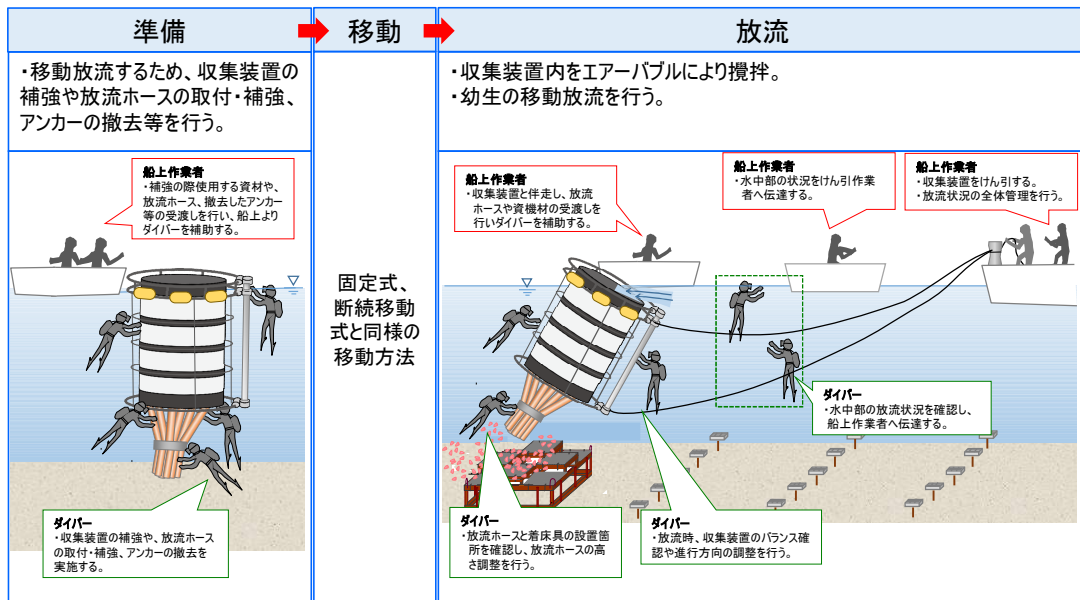 準備
移動
放流
・移動放流するため、収集装置の
補強や放流ホースの取付・補強、
アンカーの撤去等を行う。
・収集装置内をエアーバブルにより攪拌。
・幼生の移動放流を行う。
船上作業者
・補強の際使用する資材や、
放流ホース、撤去したアンカー
等の受渡しを行い、船上より
ダイバーを補助する。
ダイバー
・収集装置の補強や、放流ホース
の取付・補強、アンカーの撤去を
実施する。
固定式、
断続移動
式と同様の
移動方法
船上作業者
・収集装置と伴走し、放流
ホースや資機材の受渡しを
行いダイバーを補助する。
船上作業者
・水中部の状況をけん引作業
者へ伝達する。
船上作業者
・収集装置をけん引する。
・放流状況の全体管理を行う。
ダイバー
・水中部の放流状況を確認し、
船上作業者へ伝達する。
ダイバー
・放流ホースと着床具の設置箇
所を確認し、放流ホースの高
さ調整を行う。
ダイバー
・放流時、収集装置のバランス確
認や進行方向の調整を行う。